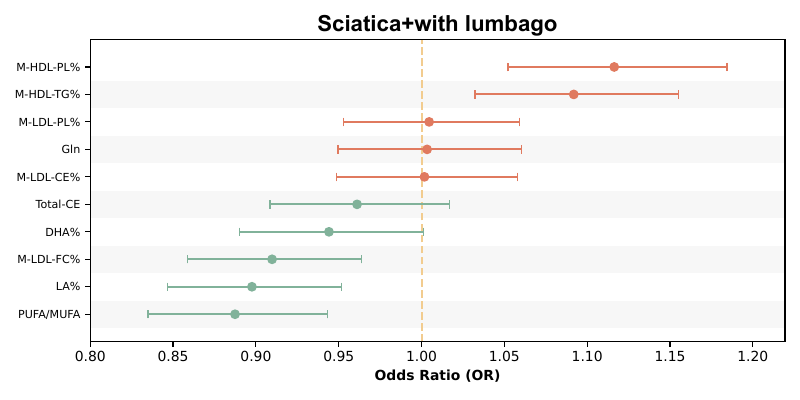 Sciatica+with lumbago
M-HDL-PL%
M-HDL-TG%
M-LDL-PL%
Gln
M-LDL-CE%
Total-CE
DHA%
M-LDL-FC%
LA%
PUFA/MUFA
0.80 0.85 0.90 0.95 1.00 1.05 1.10 1.15 1.20
Odds Ratio (OR)